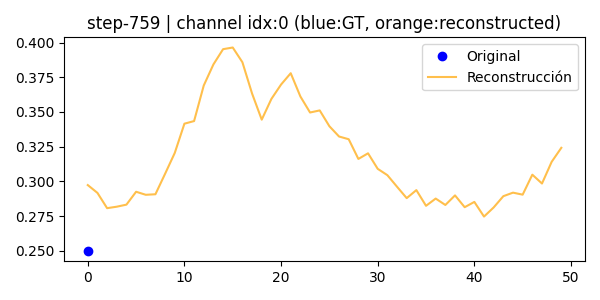 step-759 | channel idx:0 (blue:GT, orange:reconstructed)
0.400
0.375
0.350
0.325
0.300
0.275
0.250
Original
Reconstrucción
0 10 20 30 40 50